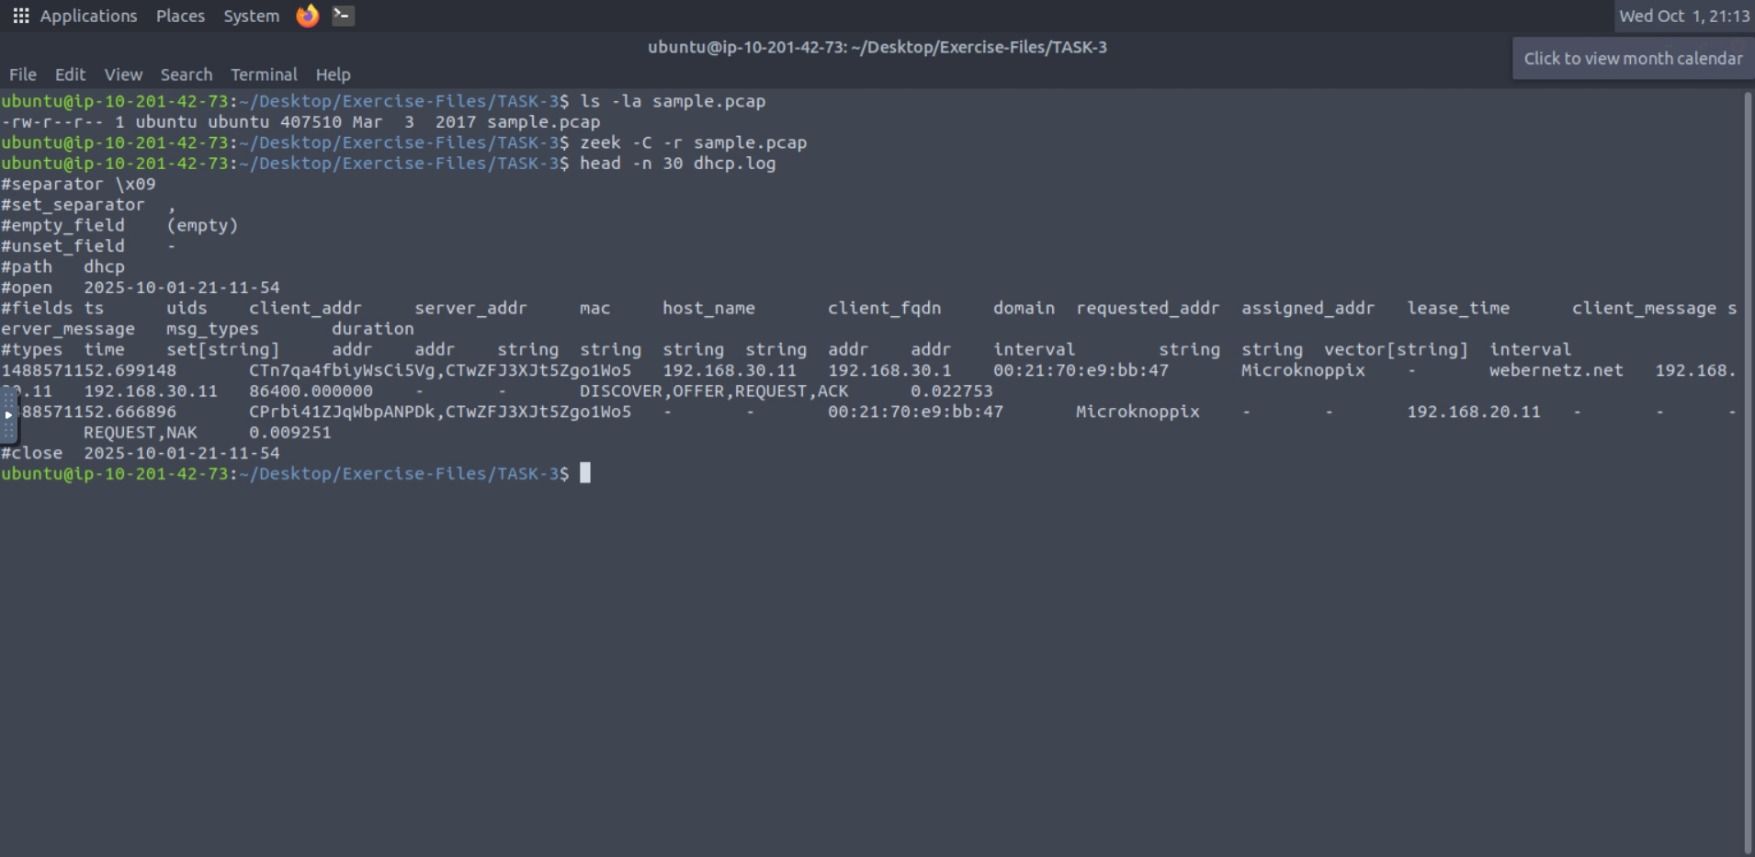 Applications Places System Wed Oct 1, 21:13
ubuntu@ip-10-201-42-73: ~/Desktop/Exercise-Files/TASK-3
Click to view month calendar
File Edit View Search Terminal Help
ubuntu@ip-10-201-42-73:~/Desktop/Exercise-Files/TASK-3$ ls -la sample.pcap
-rw-r--r-- 1 ubuntu ubuntu 407510 Mar 3 2017 sample.pcap
ubuntu@ip-10-201-42-73:~/Desktop/Exercise-Files/TASK-3$ zeek -C -r sample.pcap
ubuntu@ip-10-201-42-73:~/Desktop/Exercise-Files/TASK-3$ head -n 30 dhcp.log
#separator \x09
#set_separator ,
#empty_field (empty)
#unset_field -
#path dhcp
#open 2025-10-01-21-11-54
#fields ts uids client_addr server_addr mac host_name client_fqdn domain requested_addr assigned_addr lease_time client_message s
erver_message msg_types duration
#types time set[string] addr addr string string string string addr addr interval string string vector[string] interval
1488571152.699148 CTn7qa4fbiyWsCi5Vg,CTwZFJ3XJt5Zgo1Wo5 192.168.30.11 192.168.30.1 00:21:70:e9:bb:47 Microknoppix - webernetz.net 192.168.
0.11 192.168.30.11 86400.000000 - - DISCOVER,OFFER,REQUEST,ACK 0.022753
488571152.666896 CPrbi41ZJqWbpANPDk,CTwZFJ3XJt5Zgo1Wo5 - - 00:21:70:e9:bb:47 Microknoppix - - 192.168.20.11 - - -
REQUEST,NAK 0.009251
#close 2025-10-01-21-11-54
ubuntu@ip-10-201-42-73:~/Desktop/Exercise-Files/TASK-3$